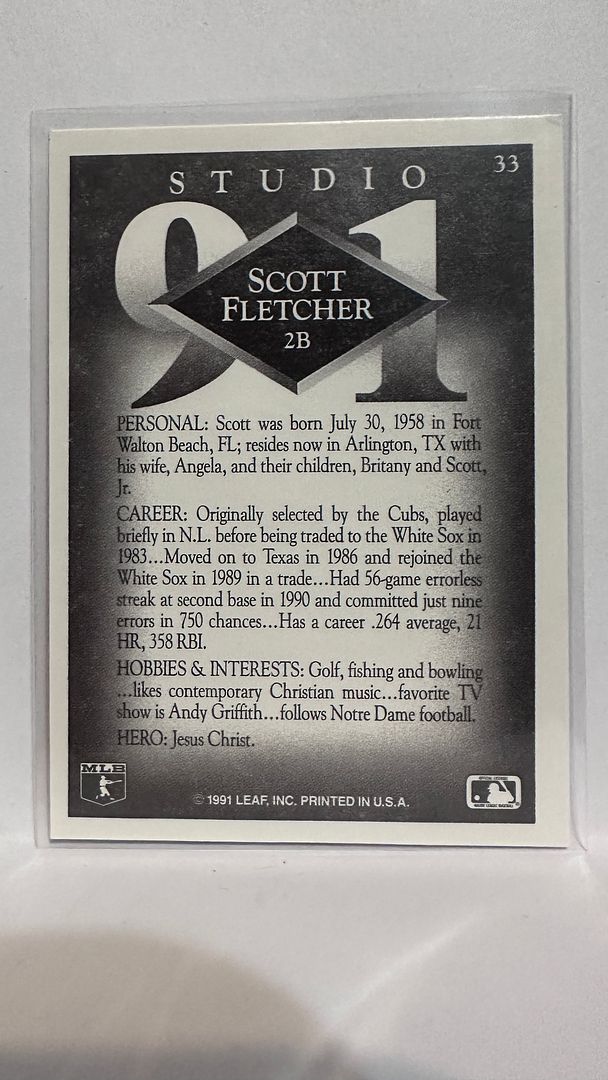 33
STUDIO
91
SCOTT
FLETCHER
2B
PERSONAL: Scott was born July 30, 1958 in Fort
Walton Beach, FL; resides now in Arlington, TX with
his wife, Angela, and their children, Britany and Scott,
Jr.
CAREER: Originally selected by the Cubs, played
briefly in N.L. before being traded to the White Sox in
1983...Moved on to Texas in 1986 and rejoined the
White Sox in 1989 in a trade...Had 56-game errorless
streak at second base in 1990 and committed just nine
errors in 750 chances...Has a career .264 average, 21
HR, 358 RBI.
HOBBIES & INTERESTS: Golf, fishing and bowling
...likes contemporary Christian music...favorite TV
show is Andy Griffith...follows Notre Dame football.
HERO: Jesus Christ.
MLB
© 1991 LEAF, INC. PRINTED IN U.S.A.